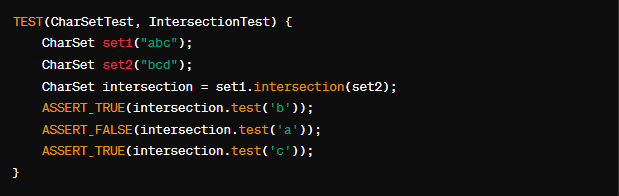 TEST(CharSetTest, IntersectionTest) {
    CharSet set1("abc");
    CharSet set2("bcd");
    CharSet intersection = set1.intersection(set2);
    ASSERT_TRUE(intersection.test('b'));
    ASSERT_FALSE(intersection.test('a'));
    ASSERT_TRUE(intersection.test('c'));
}